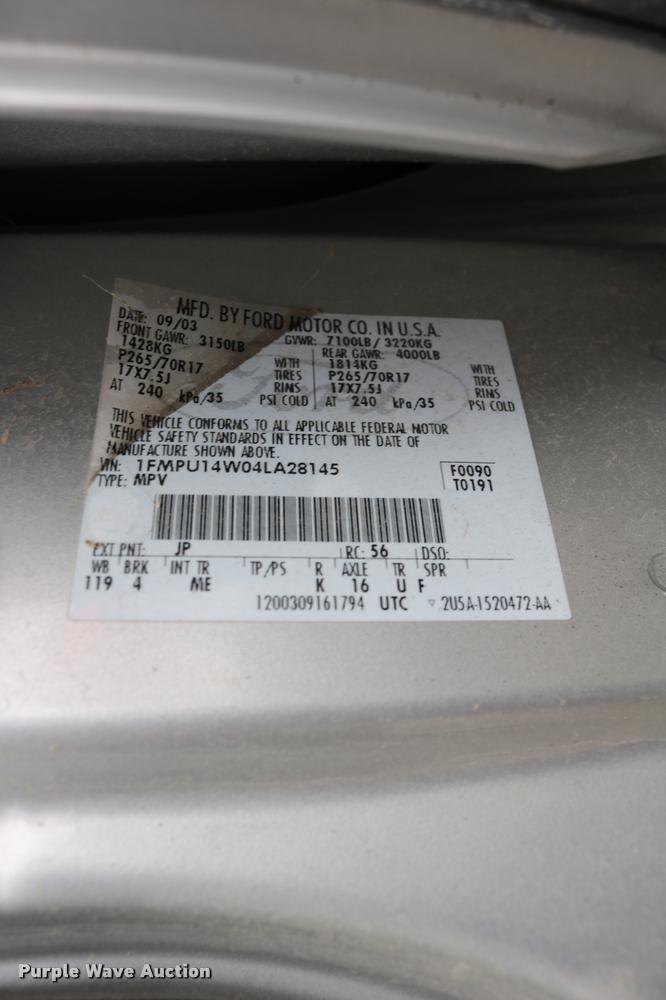 MFD. BY FORD MOTOR CO. IN U.S.A.
DATE: 09/03 GVWR: 7100LB/ 3220KG
FRONT GAWR: 3150LB REAR GAWR: 4000LB
1428KG WITH 1814KG WITH
P265/70R17 TIRES P265/70R17 TIRES
17X7.5J RIMS 17X7.5J RIMS
AT 240 kPa/35 PSI COLD AT 240 kPa/35 PSI COLD
THIS VEHICLE CONFORMS TO ALL APPLICABLE FEDERAL MOTOR
VEHICLE SAFETY STANDARDS IN EFFECT ON THE DATE OF
MANUFACTURE SHOWN ABOVE.
VIN: 1FMPU14W04LA28145 F0090
TYPE: MPV T0191
EXT PNT: JP RC: 56 DSO:
WB BRK INT TR TP/PS R AXLE TR SPR
119 4 ME K 16 U F
1200309161794 UTC ▽ 2U5A-1520472-AA
Purple Wave Auction